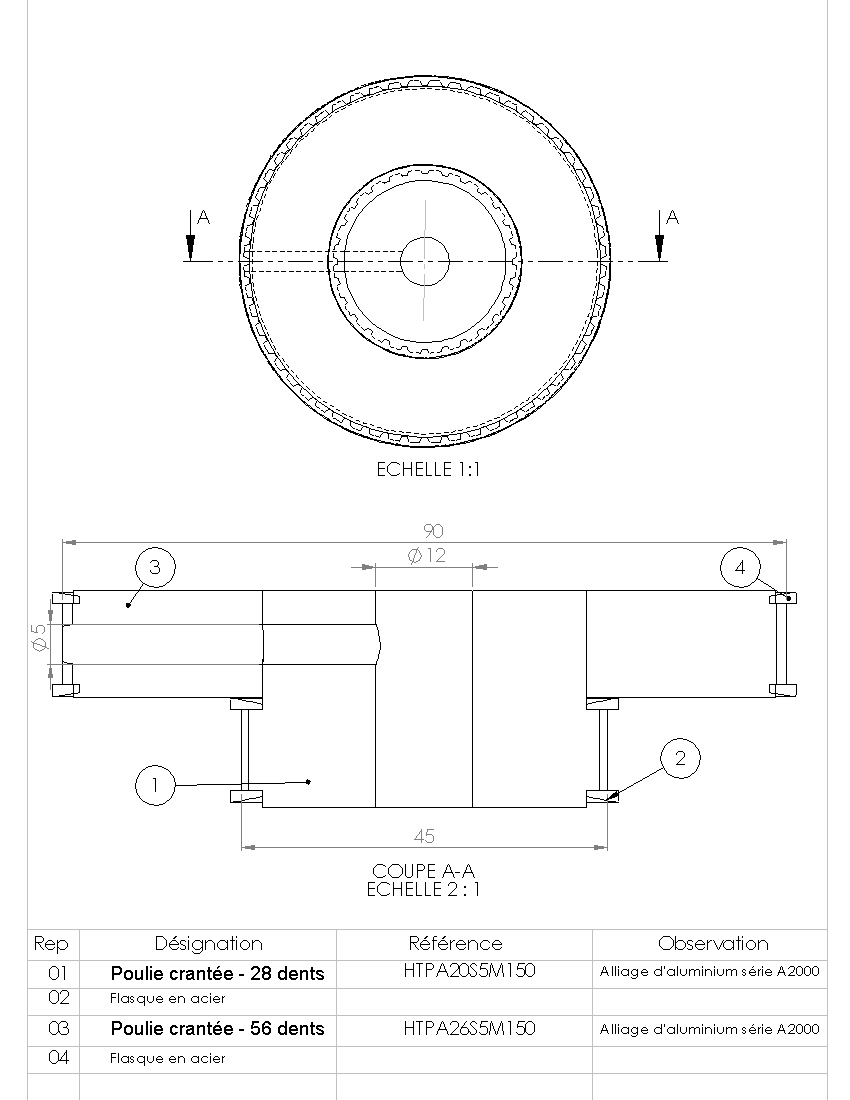 A A
ECHELLE 1:1
90
Ø12
3 4
Ø5
1 2
45
COUPE A-A
ECHELLE 2 : 1
Rep Désignation Référence Observation
01 Poulie crantée - 28 dents HTPA20S5M150 Alliage d'aluminium série A2000
02 Flasque en acier
03 Poulie crantée - 56 dents HTPA26S5M150 Alliage d'aluminium série A2000
04 Flasque en acier